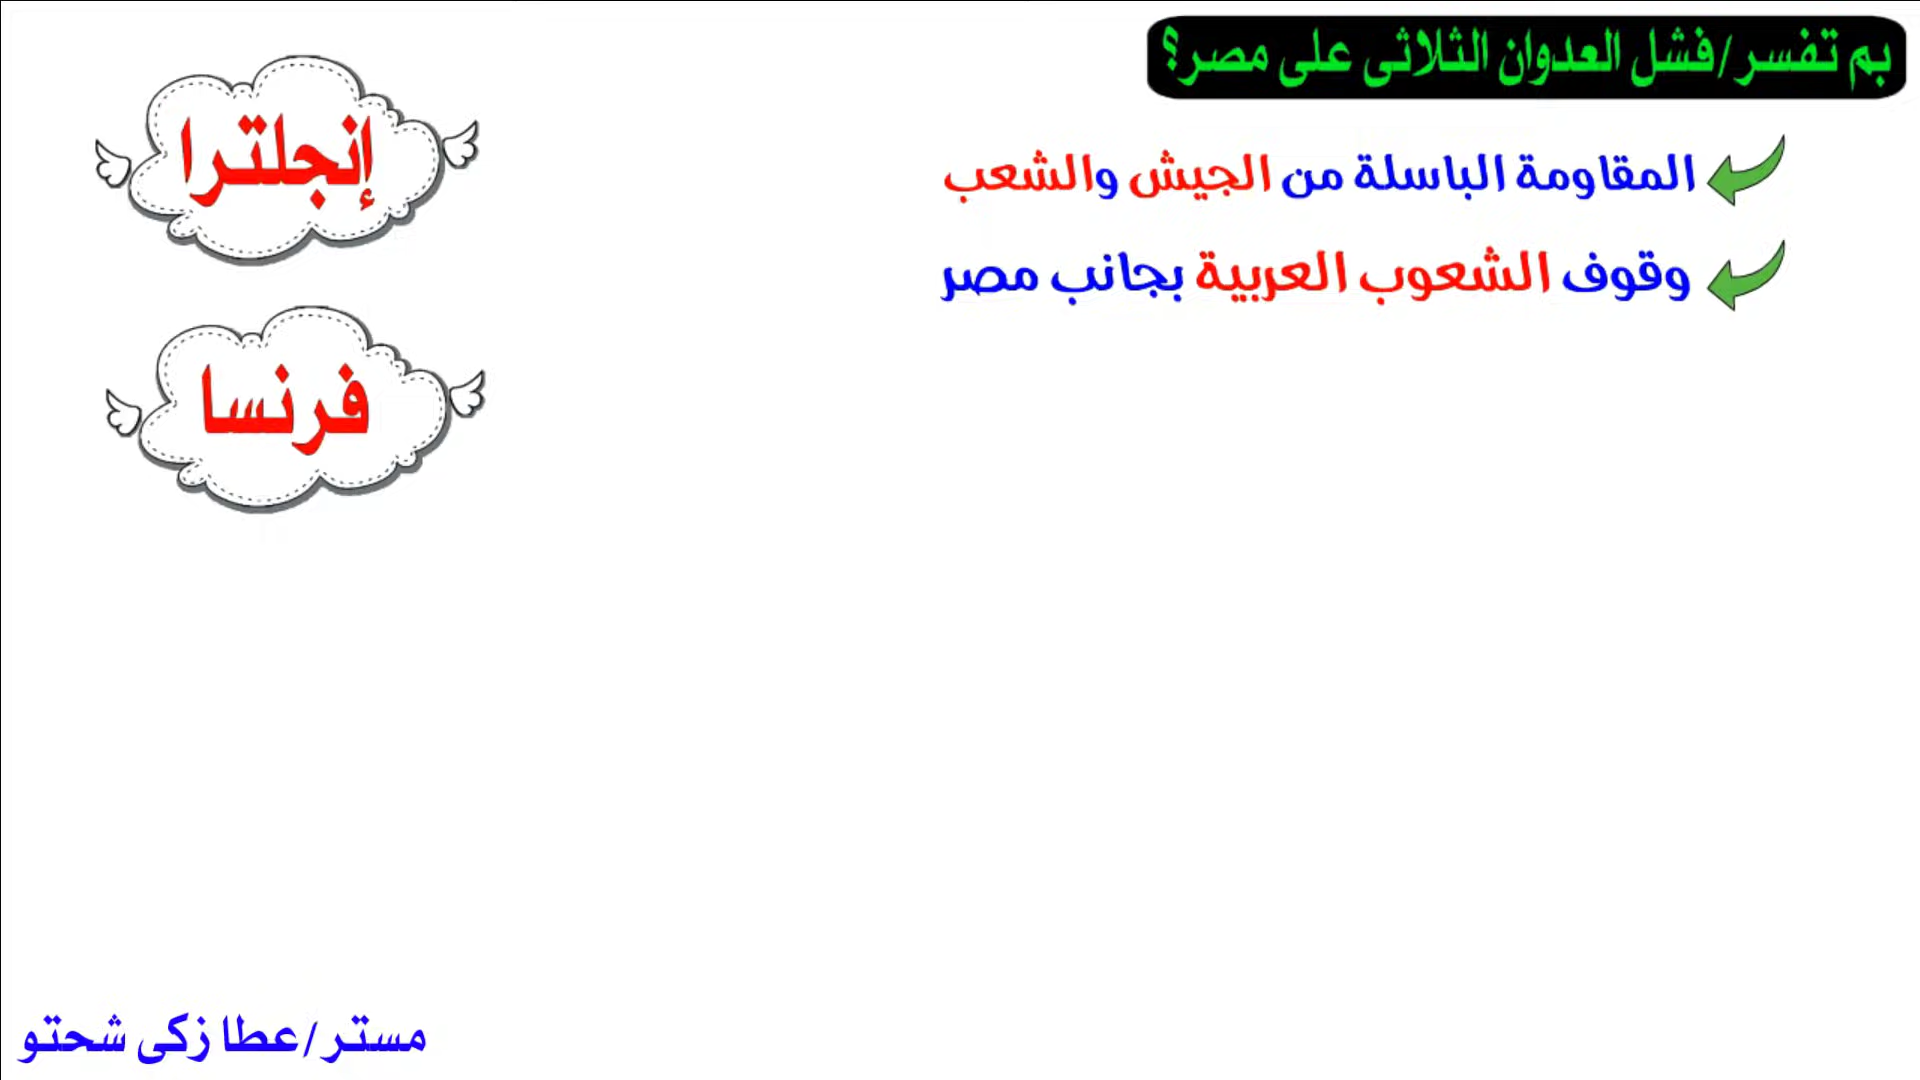 بم تفسر/فشل العدوان الثلاثى على مصر؟
المقاومة الباسلة من الجيش والشعب
وقوف الشعوب العربية بجانب مصر
إنجلترا
فرنسا
مستر/عطا زكى شحتو